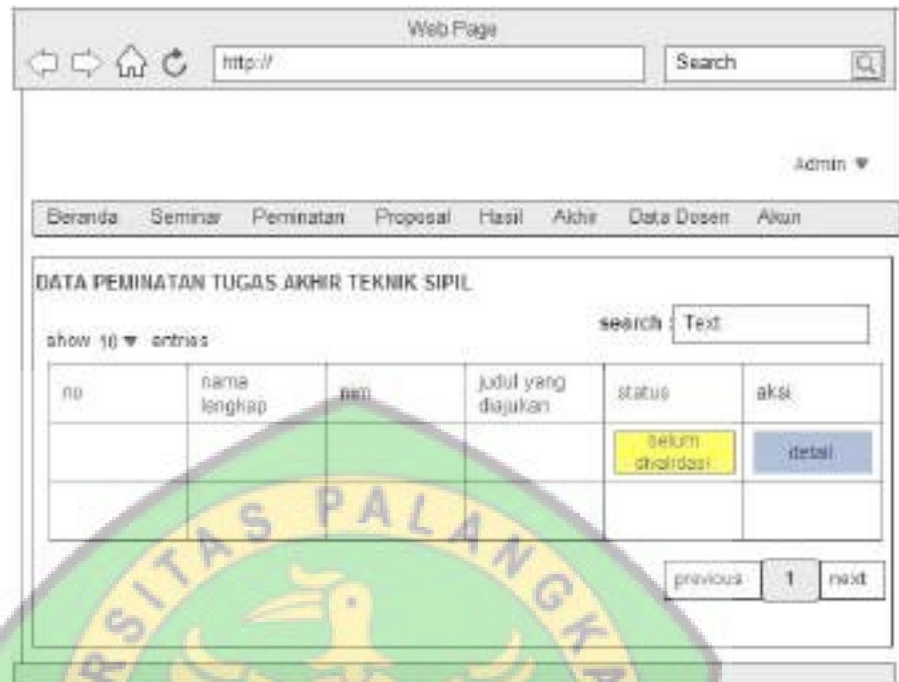 Web Page
http:// Search
Admin ▼
Beranda Seminar Peminatan Proposal Hasil Akhir Data Dosen Akun
DATA PEMINATAN TUGAS AKHIR TEKNIK SIPIL
search : Text
show 10 ▼ entries
no nama lengkap nim judul yang diajukan status aksi
belum divalidasi detail
previous 1 next
RSITAS PALANGKA